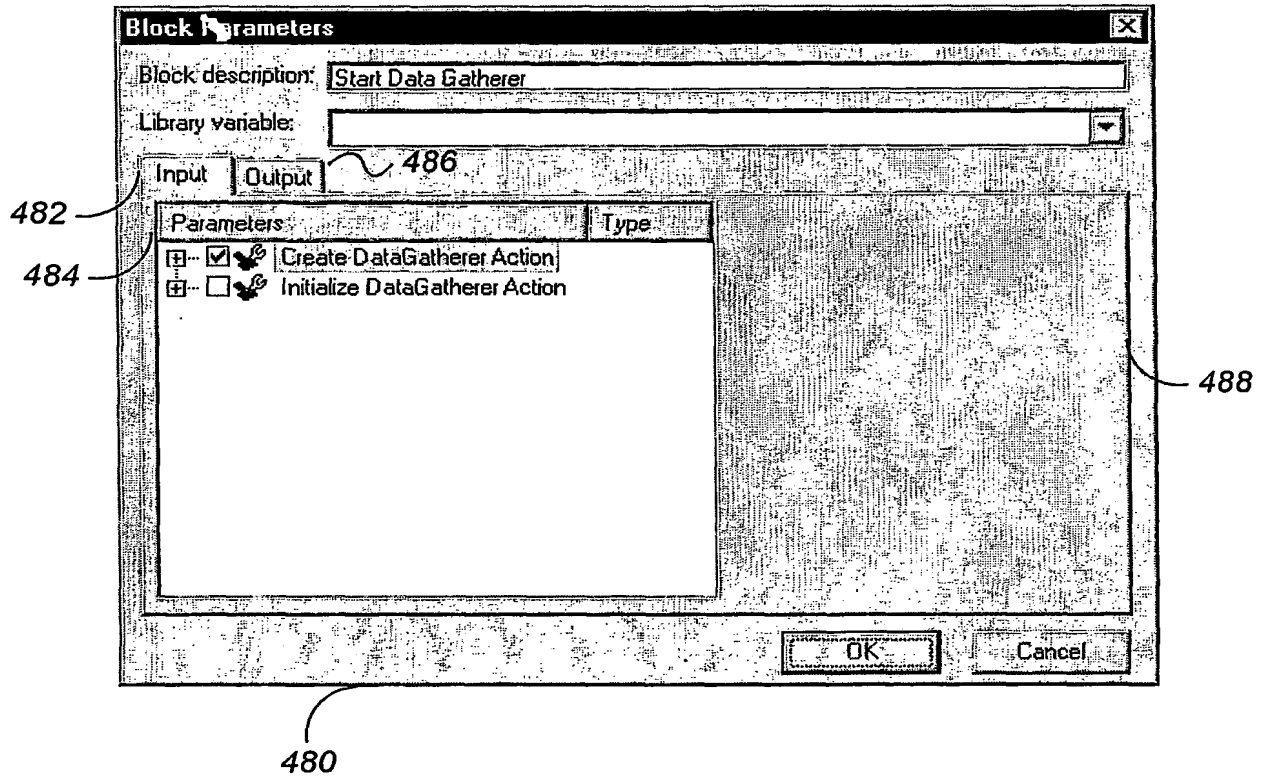 Block Parameters
Block description: Start Data Gatherer
Library variable:
Input Output 486
482
Parameters Type
484
Create DataGatherer Action
Initialize DataGatherer Action
488
OK Cancel
480